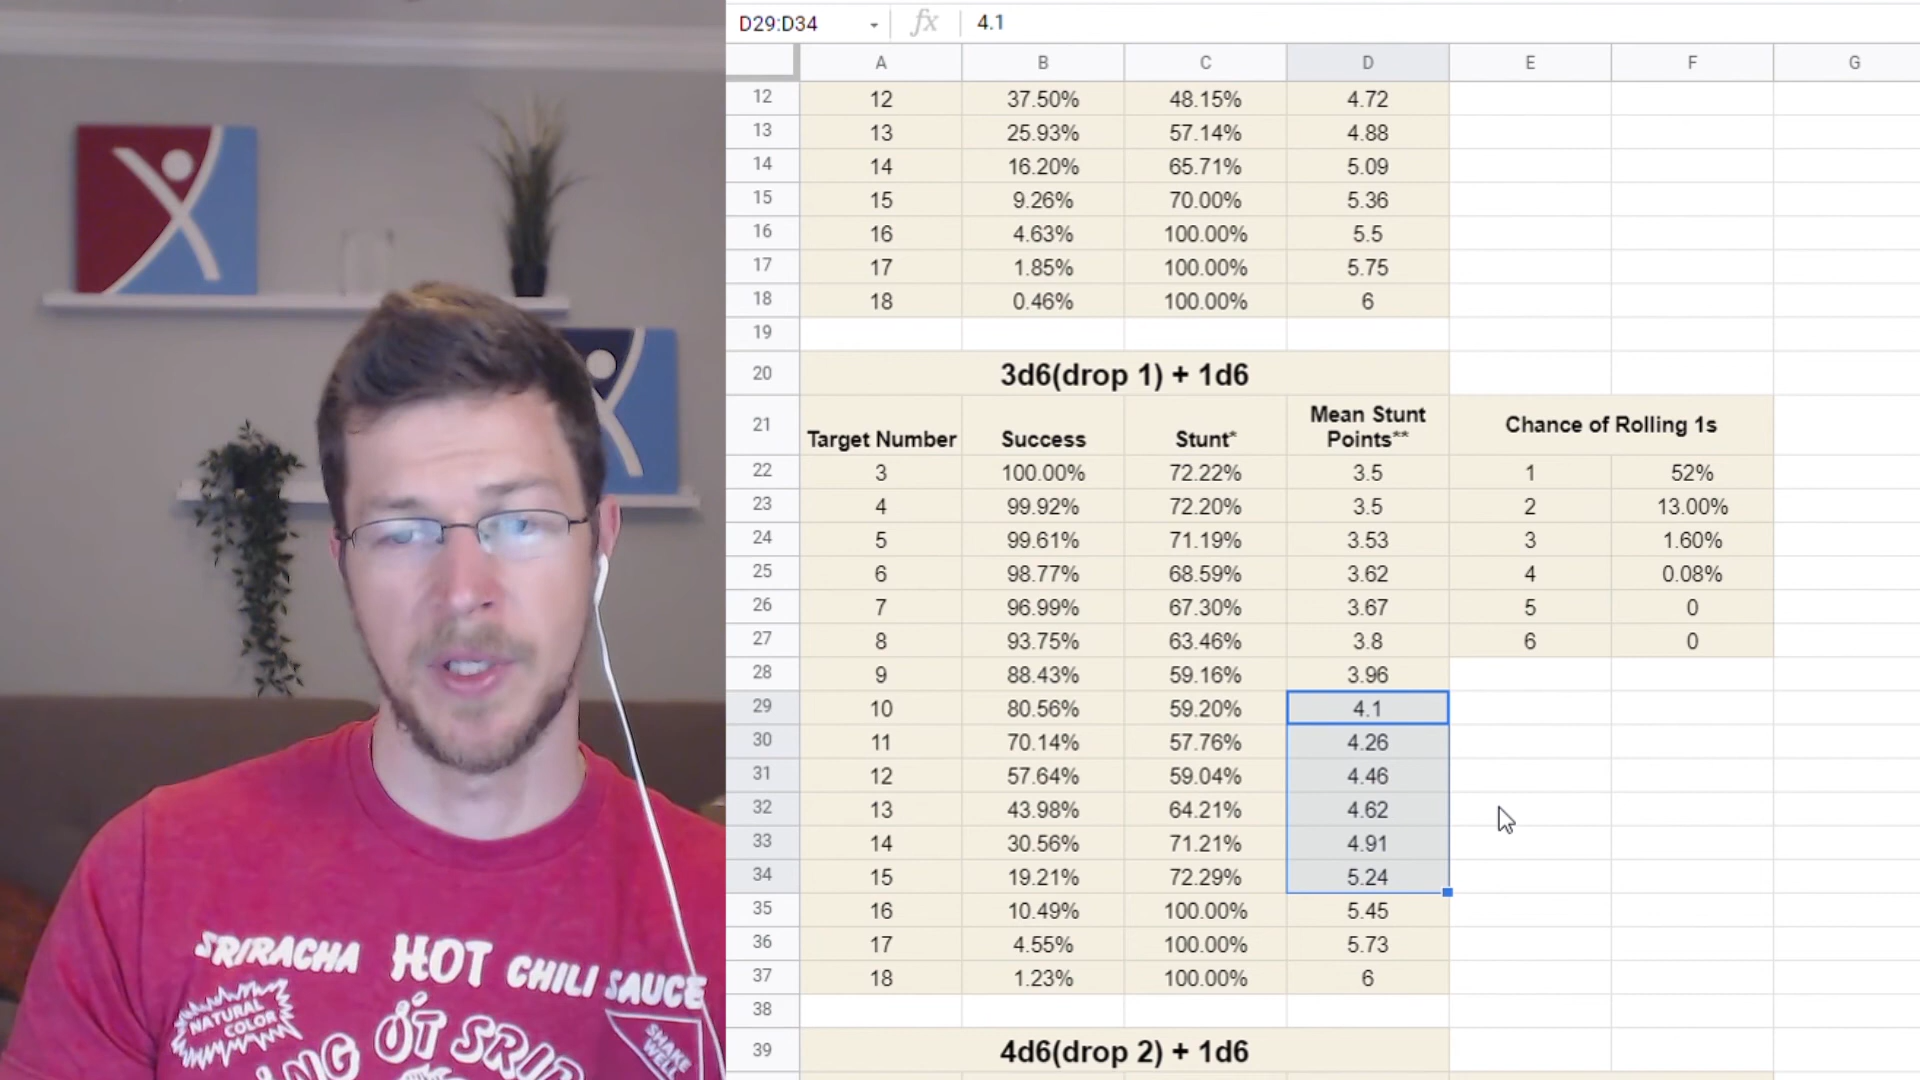 D29:D34 fx 4.1
A B C D E F G
12 12 37.50% 48.15% 4.72
13 13 25.93% 57.14% 4.88
14 14 16.20% 65.71% 5.09
15 15 9.26% 70.00% 5.36
16 16 4.63% 100.00% 5.5
17 17 1.85% 100.00% 5.75
18 18 0.46% 100.00% 6
19
20 3d6(drop 1) + 1d6
21 Target Number Success Stunt* Mean Stunt Points** Chance of Rolling 1s
22 3 100.00% 72.22% 3.5 1 52%
23 4 99.92% 72.20% 3.5 2 13.00%
24 5 99.61% 71.19% 3.53 3 1.60%
25 6 98.77% 68.59% 3.62 4 0.08%
26 7 96.99% 67.30% 3.67 5 0
27 8 93.75% 63.46% 3.8 6 0
28 9 88.43% 59.16% 3.96
29 10 80.56% 59.20% 4.1
30 11 70.14% 57.76% 4.26
31 12 57.64% 59.04% 4.46
32 13 43.98% 64.21% 4.62
33 14 30.56% 71.21% 4.91
34 15 19.21% 72.29% 5.24
35 16 10.49% 100.00% 5.45
36 17 4.55% 100.00% 5.73
37 18 1.23% 100.00% 6
38
39 4d6(drop 2) + 1d6
SRIRACHA HOT CHILI SAUCE
NATURAL
COLOR
SHAKE
WELL